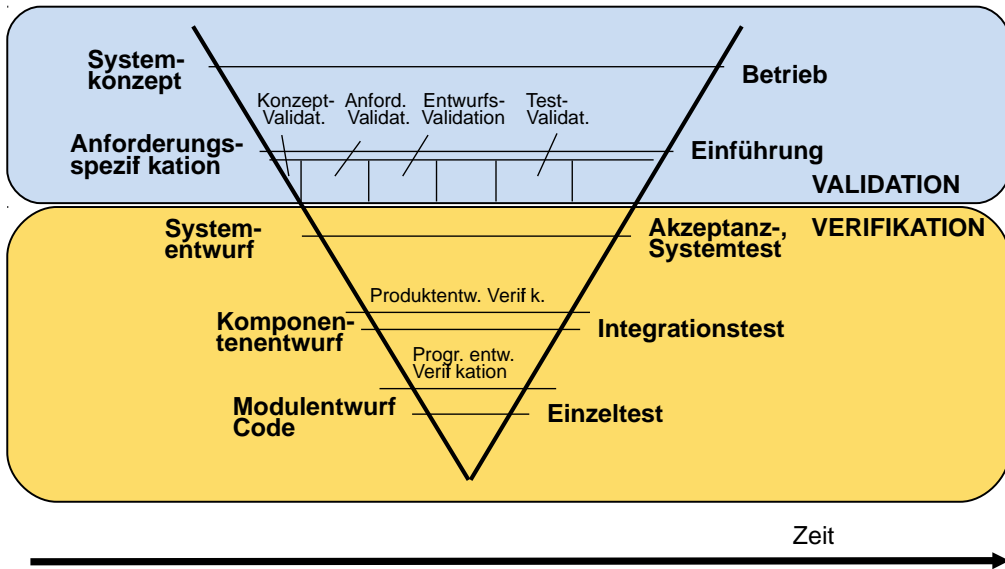 System-
konzept
Betrieb
Konzept-
Validat.
Anford.
Validat.
Entwurfs-
Validation
Test-
Validat.
Anforderungs-
spezif kation
Einführung
VALIDATION
System-
entwurf
Akzeptanz-,
Systemtest
VERIFIKATION
Produktentw. Verif k.
Komponen-
tenentwurf
Integrationstest
Progr. entw.
Verif kation
Modulentwurf
Code
Einzeltest
Zeit